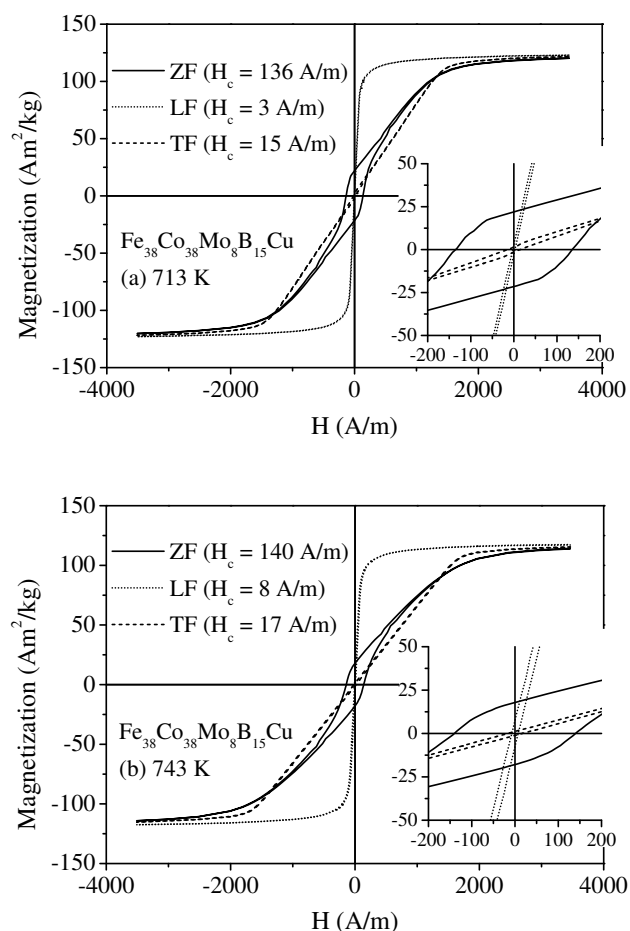 150
100
50
0
-50
-100
-150
Magnetization (Am²/kg)
ZF (H_c = 136 A/m)
LF (H_c = 3 A/m)
TF (H_c = 15 A/m)
Fe₃₈Co₃₈Mo₈B₁₅Cu
(a) 713 K
50
25
0
-25
-50
-200 -100 0 100 200
-4000 -2000 0 2000 4000
H (A/m)
150
100
50
0
-50
-100
-150
Magnetization (Am²/kg)
ZF (H_c = 140 A/m)
LF (H_c = 8 A/m)
TF (H_c = 17 A/m)
Fe₃₈Co₃₈Mo₈B₁₅Cu
(b) 743 K
50
25
0
-25
-50
-200 -100 0 100 200
-4000 -2000 0 2000 4000
H (A/m)